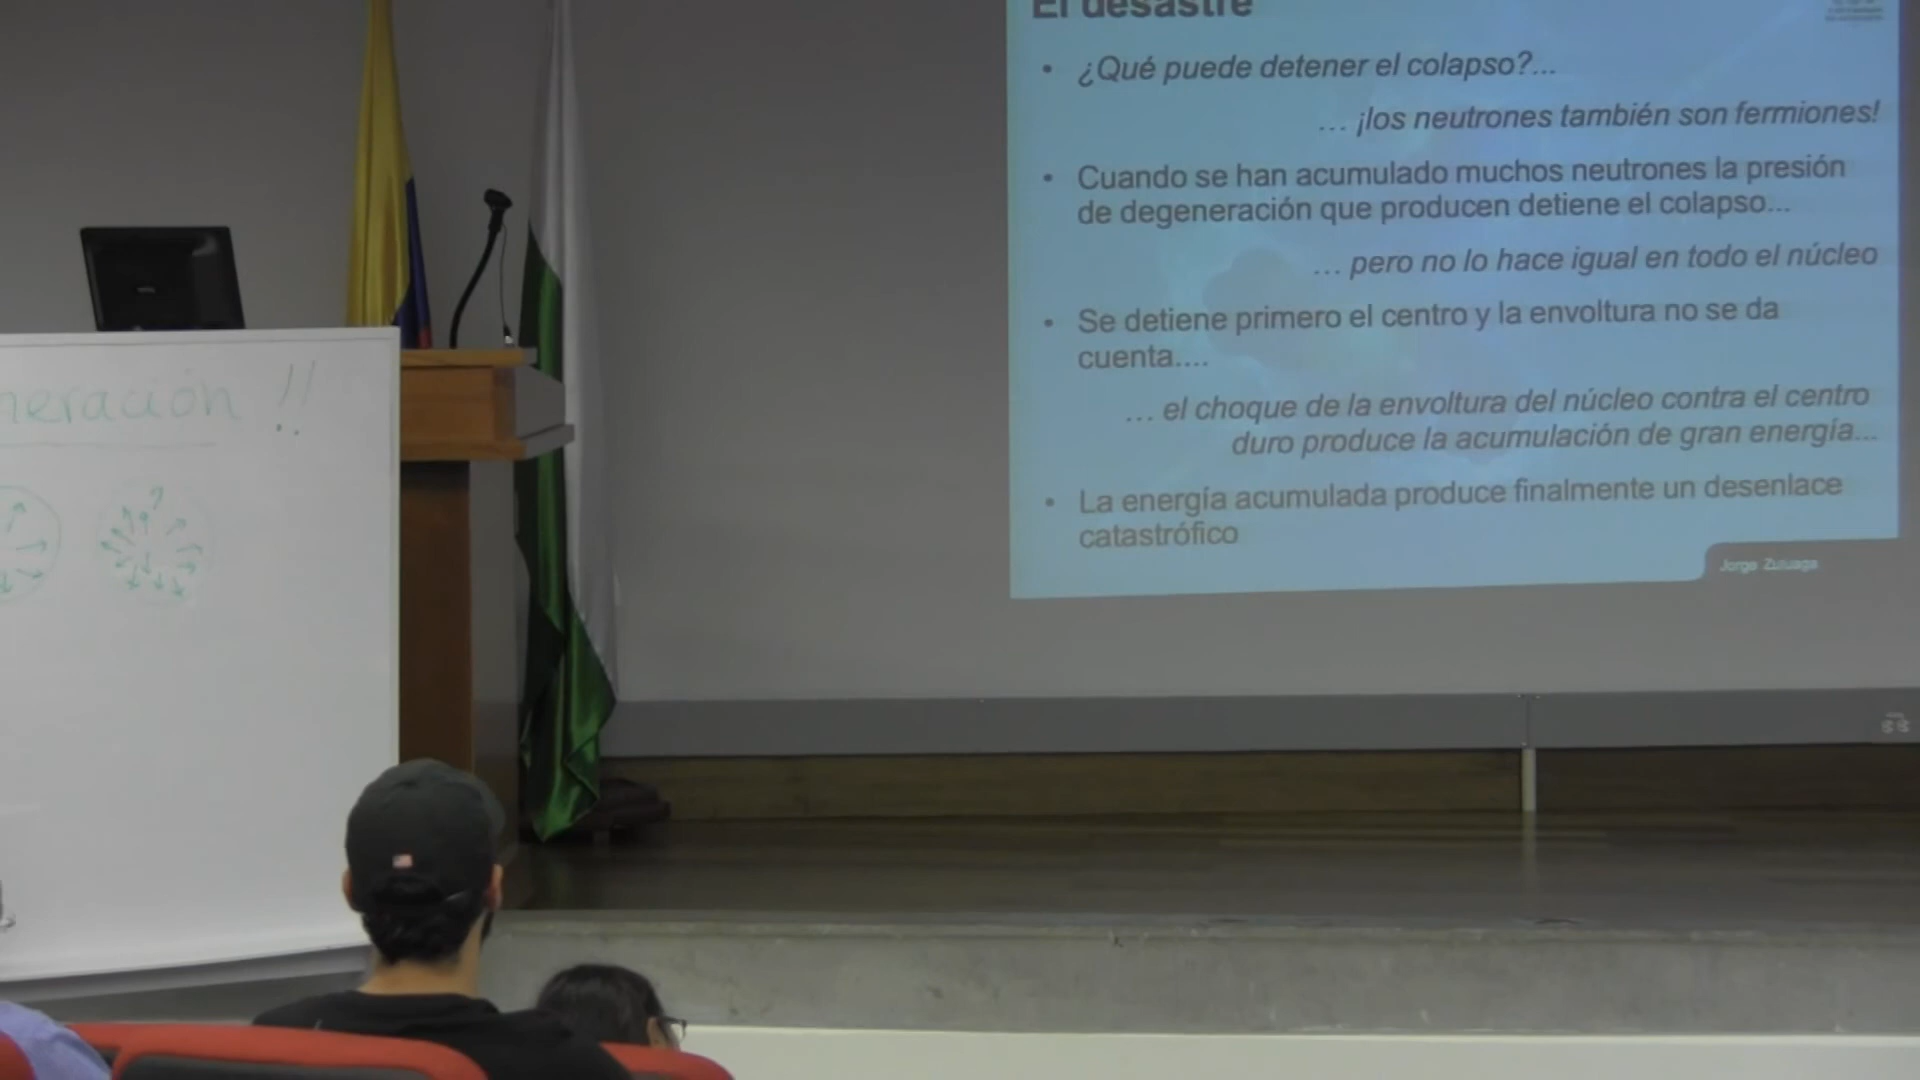 El desastre
• ¿Qué puede detener el colapso?...
... ¡los neutrones también son fermiones!
• Cuando se han acumulado muchos neutrones la presión
de degeneración que producen detiene el colapso...
... pero no lo hace igual en todo el núcleo
• Se detiene primero el centro y la envoltura no se da
cuenta....
... el choque de la envoltura del núcleo contra el centro
duro produce la acumulación de gran energía...
• La energía acumulada produce finalmente un desenlace
catastrófico
Jorge Zuluaga
neración !!